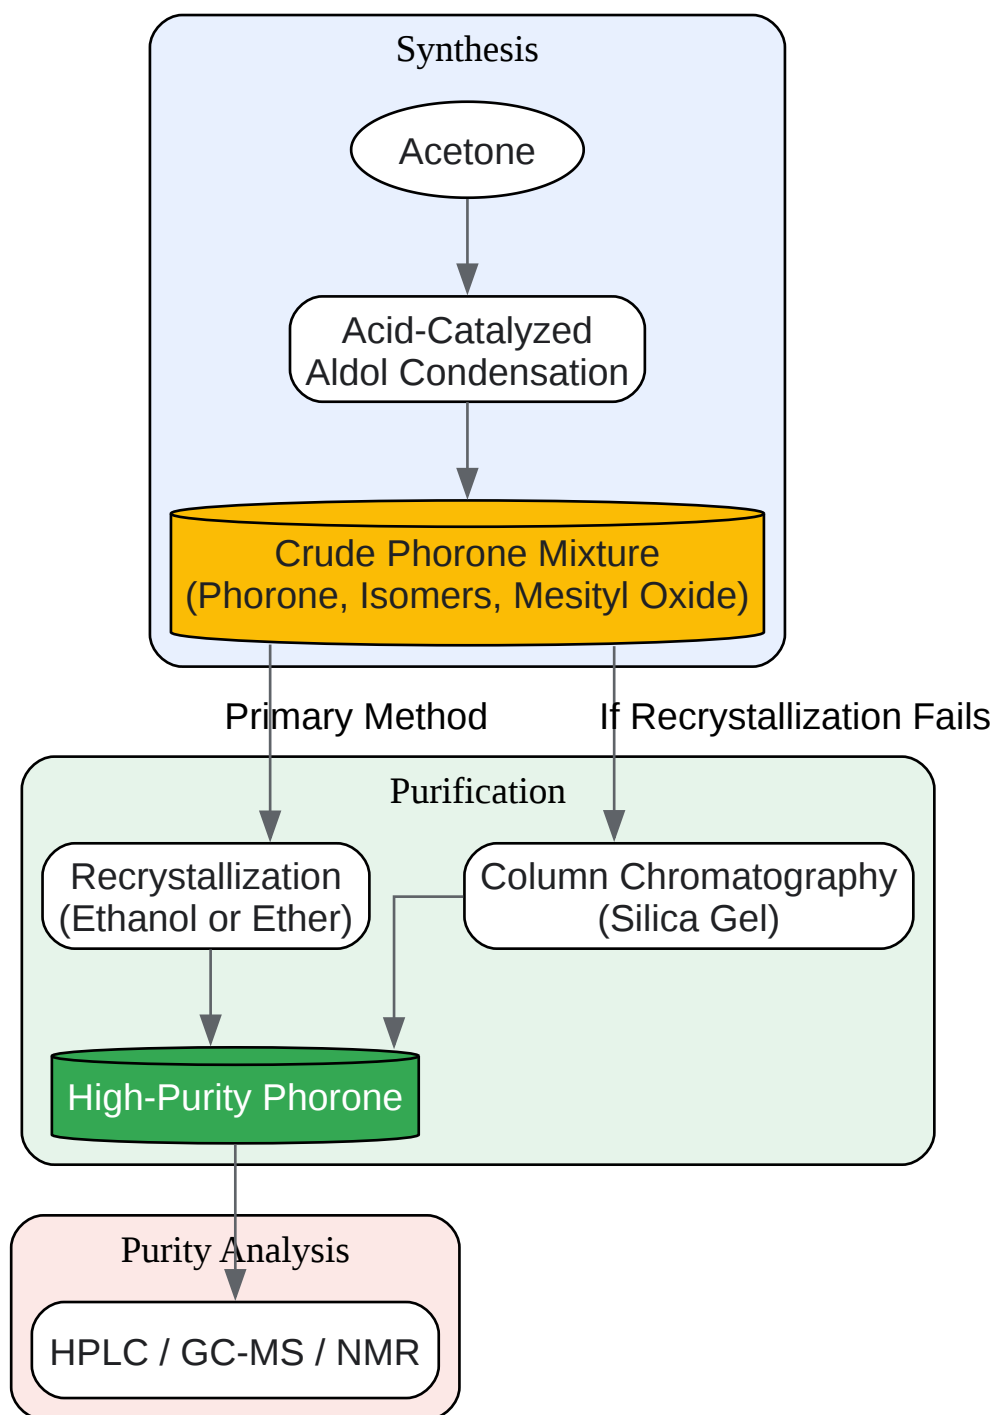 Synthesis
Acetone
Acid-Catalyzed
Aldol Condensation
Crude Phorone Mixture
(Phorone, Isomers, Mesityl Oxide)
Primary Method
If Recrystallization Fails
Purification
Recrystallization
(Ethanol or Ether)
Column Chromatography
(Silica Gel)
High-Purity Phorone
Purity Analysis
HPLC / GC-MS / NMR